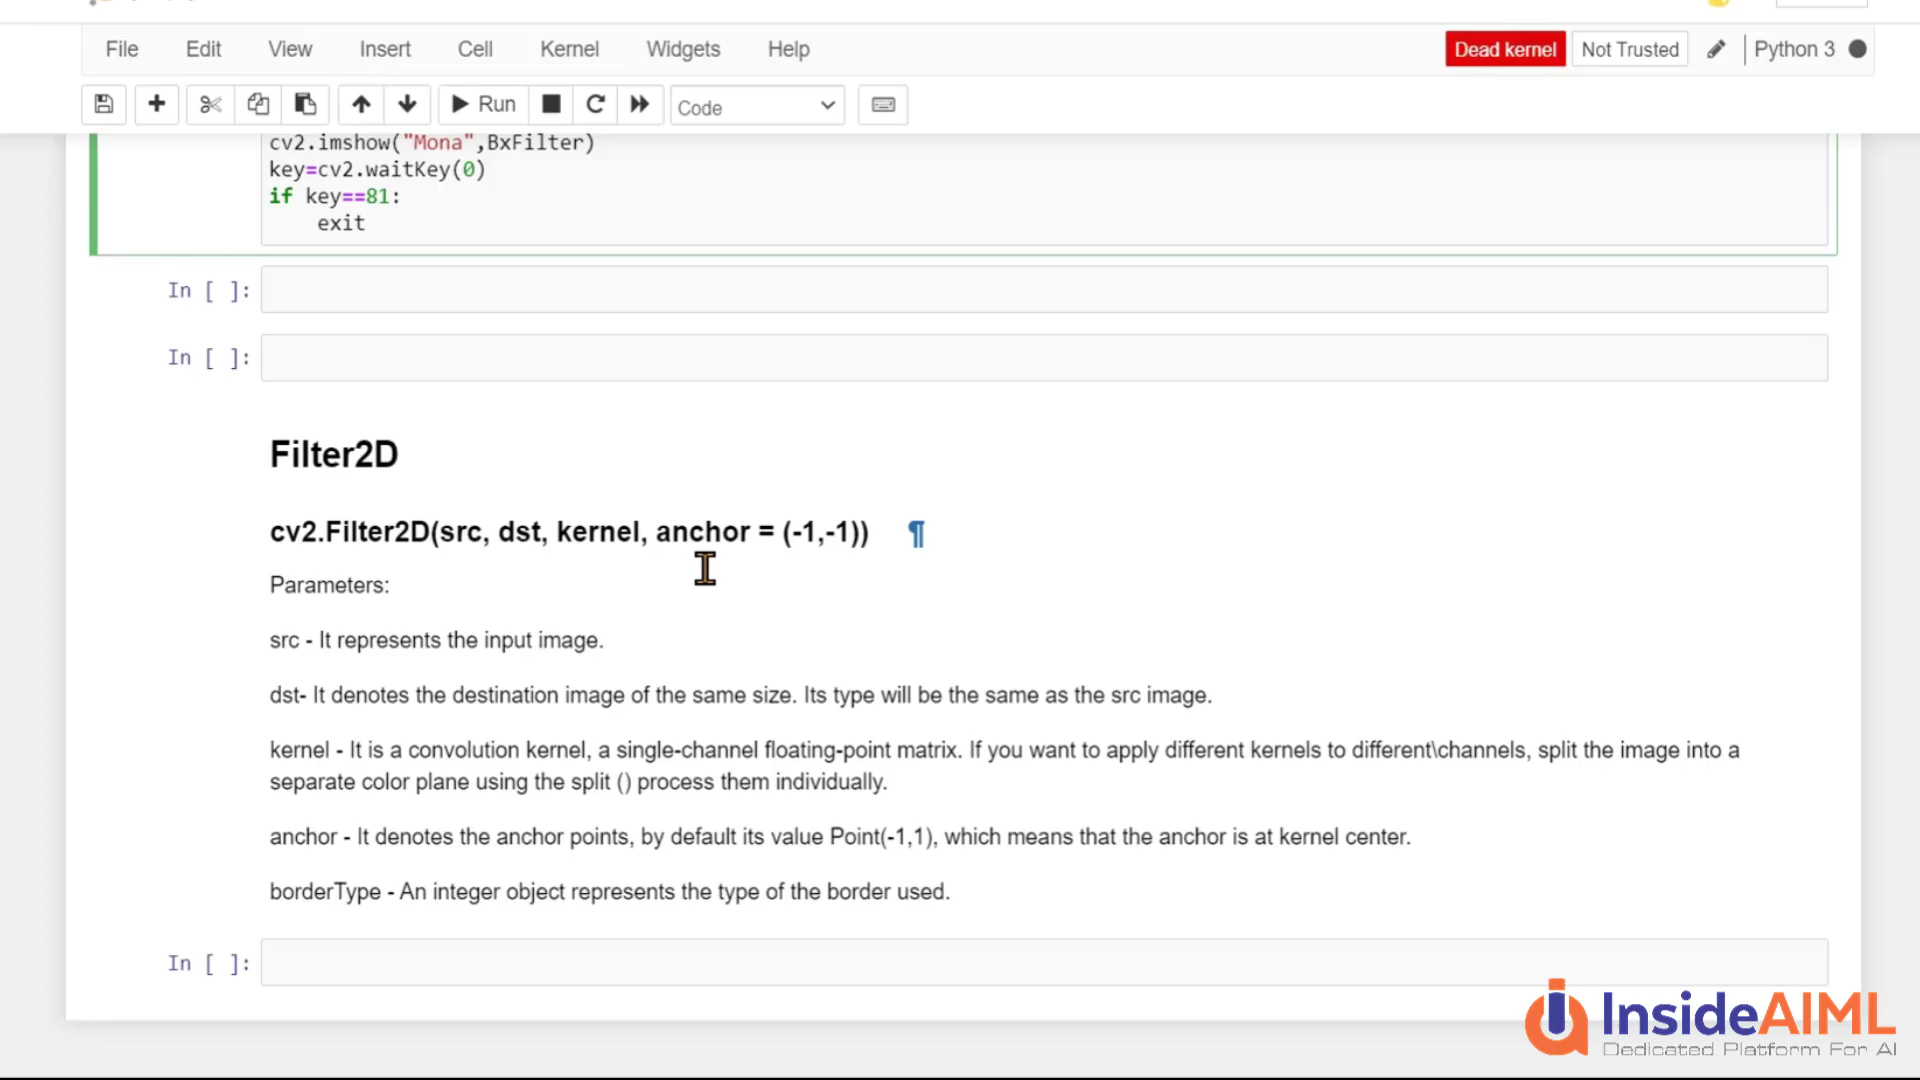 File Edit View Insert Cell Kernel Widgets Help Dead kernel Not Trusted Python 3
Run Code
cv2.imshow("Mona",BxFilter)
key=cv2.waitKey(0)
if key==81:
exit
In [ ]:
In [ ]:
Filter2D
cv2.Filter2D(src, dst, kernel, anchor = (-1,-1)) ¶
Parameters:
src - It represents the input image.
dst- It denotes the destination image of the same size. Its type will be the same as the src image.
kernel - It is a convolution kernel, a single-channel floating-point matrix. If you want to apply different kernels to different\channels, split the image into a
separate color plane using the split () process them individually.
anchor - It denotes the anchor points, by default its value Point(-1,1), which means that the anchor is at kernel center.
borderType - An integer object represents the type of the border used.
In [ ]:
InsideAIML
Dedicated Platform For AI